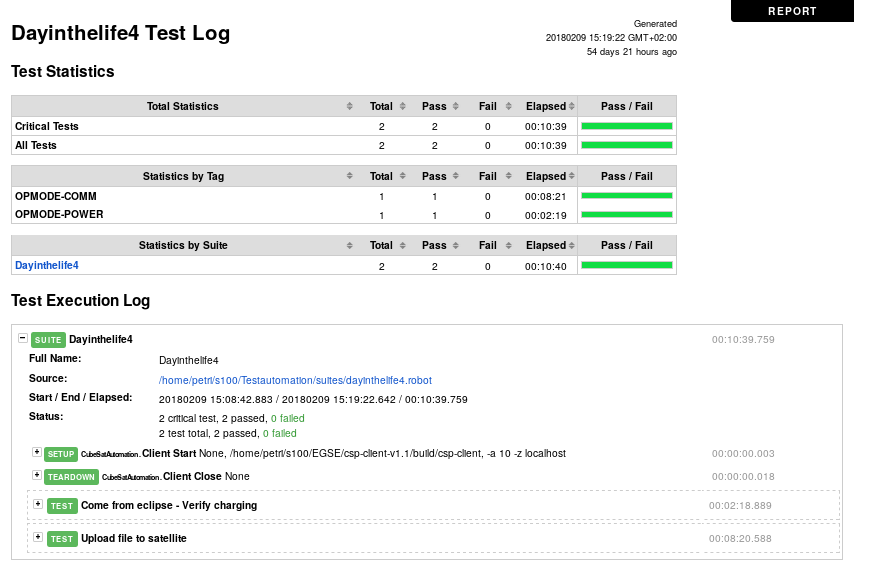 REPORT
Dayinthelife4 Test Log
Generated
20180209 15:19:22 GMT+02:00
54 days 21 hours ago
Test Statistics
Total Statistics Total Pass Fail Elapsed Pass / Fail
Critical Tests 2 2 0 00:10:39
All Tests 2 2 0 00:10:39
Statistics by Tag Total Pass Fail Elapsed Pass / Fail
OPMODE-COMM 1 1 0 00:08:21
OPMODE-POWER 1 1 0 00:02:19
Statistics by Suite Total Pass Fail Elapsed Pass / Fail
Dayinthelife4 2 2 0 00:10:40
Test Execution Log
SUITE Dayinthelife4 00:10:39.759
Full Name: Dayinthelife4
Source: /home/petri/s100/Testautomation/suites/dayinthelife4.robot
Start / End / Elapsed: 20180209 15:08:42.883 / 20180209 15:19:22.642 / 00:10:39.759
Status: 2 critical test, 2 passed, 0 failed
2 test total, 2 passed, 0 failed
SETUP CubeSatAutomation.Client Start None, /home/petri/s100/EGSE/csp-client-v1.1/build/csp-client, -a 10 -z localhost 00:00:00.003
TEARDOWN CubeSatAutomation.Client Close None 00:00:00.018
TEST Come from eclipse - Verify charging 00:02:18.889
TEST Upload file to satellite 00:08:20.588